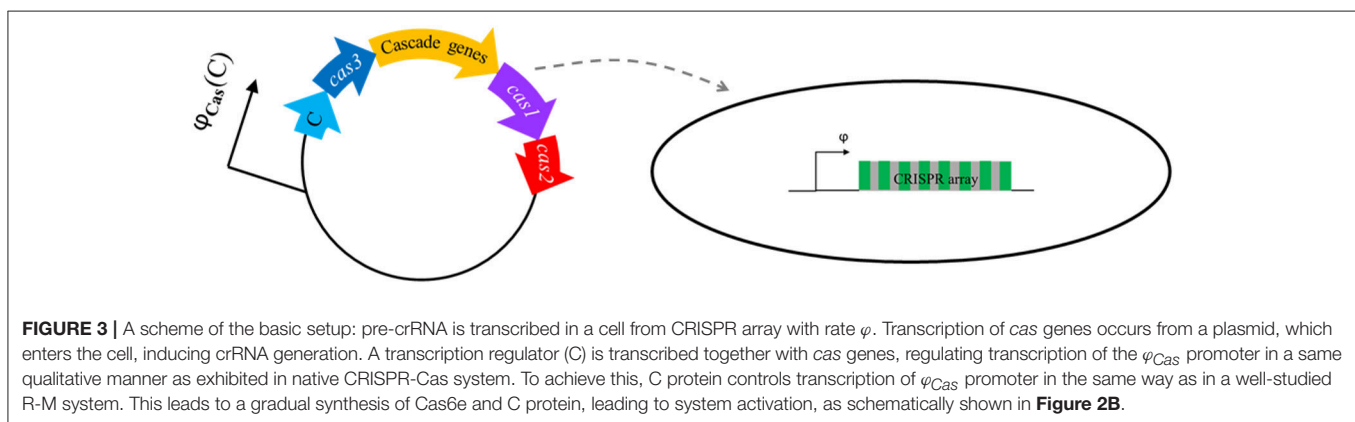 φCas(C)
C
cas3
Cascade genes
cas1
cas2
φ
CRISPR array
FIGURE 3 | A scheme of the basic setup: pre-crRNA is transcribed in a cell from CRISPR array with rate φ. Transcription of cas genes occurs from a plasmid, which
enters the cell, inducing crRNA generation. A transcription regulator (C) is transcribed together with cas genes, regulating transcription of the φCas promoter in a same
qualitative manner as exhibited in native CRISPR-Cas system. To achieve this, C protein controls transcription of φCas promoter in the same way as in a well-studied
R-M system. This leads to a gradual synthesis of Cas6e and C protein, leading to system activation, as schematically shown in Figure 2B.